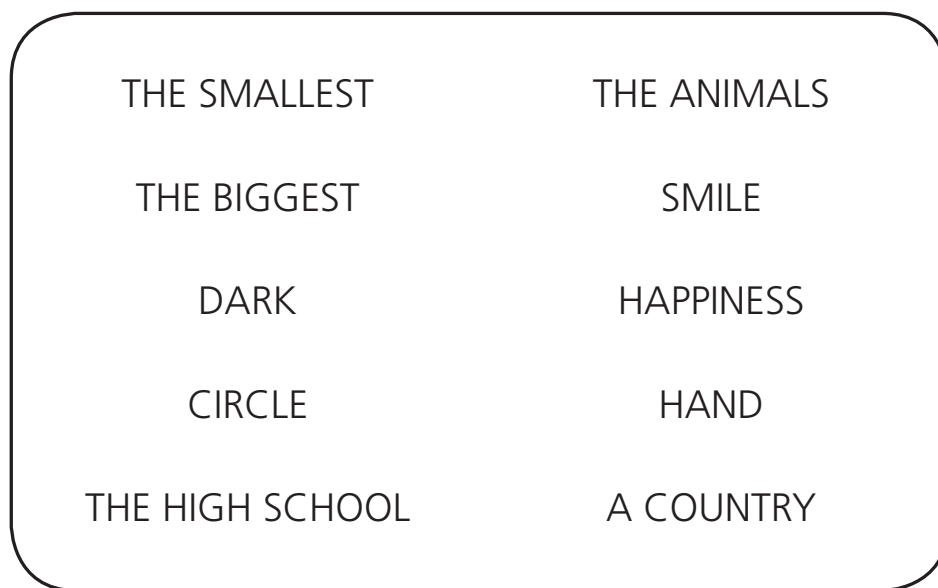 THE SMALLEST
THE BIGGEST
DARK
CIRCLE
THE HIGH SCHOOL
THE ANIMALS
SMILE
HAPPINESS
HAND
A COUNTRY